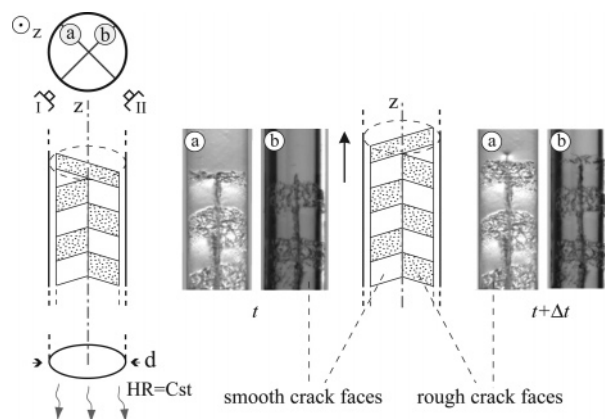 z
a b
I II
z
a b
z
a b
t
t+Δt
d
HR=Cst
smooth crack faces
rough crack faces